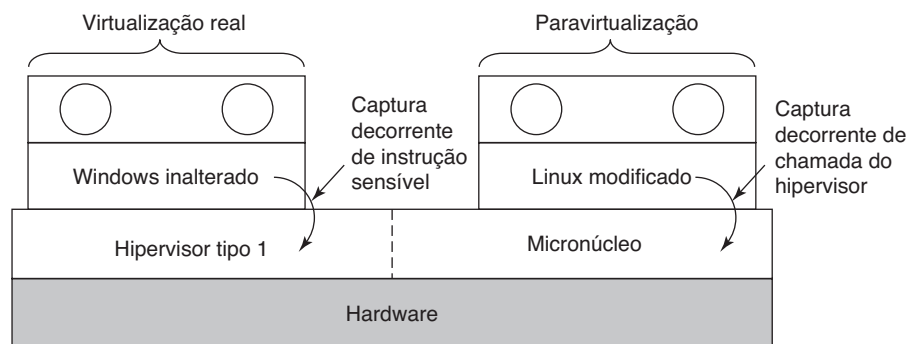 Virtualização real
Paravirtualização
Captura
decorrente
de instrução
sensível
Captura
decorrente de
chamada do
hipervisor
Windows inalterado
Linux modificado
Hipervisor tipo 1
Micronúcleo
Hardware